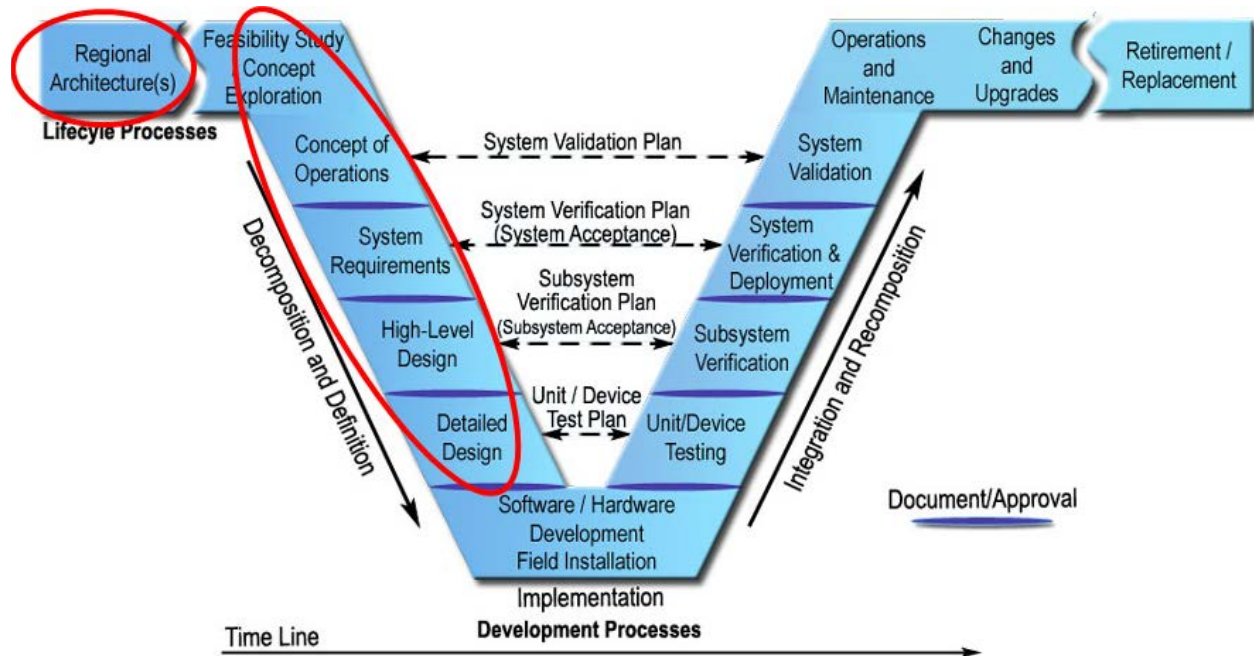 Regional
Architecture(s)
Feasibility Study
/ Concept
Exploration
Operations
and
Maintenance
Changes
and
Upgrades
Retirement /
Replacement
Lifecyle Processes
Concept of
Operations
System Validation Plan
System
Validation
System
Requirements
System Verification Plan
(System Acceptance)
System
Verification &
Deployment
High-Level
Design
Subsystem
Verification Plan
(Subsystem Acceptance)
Subsystem
Verification
Detailed
Design
Unit / Device
Test Plan
Unit/Device
Testing
Decomposition and Definition
Integration and Recomposition
Software / Hardware
Development
Field Installation
Document/Approval
Implementation
Development Processes
Time Line